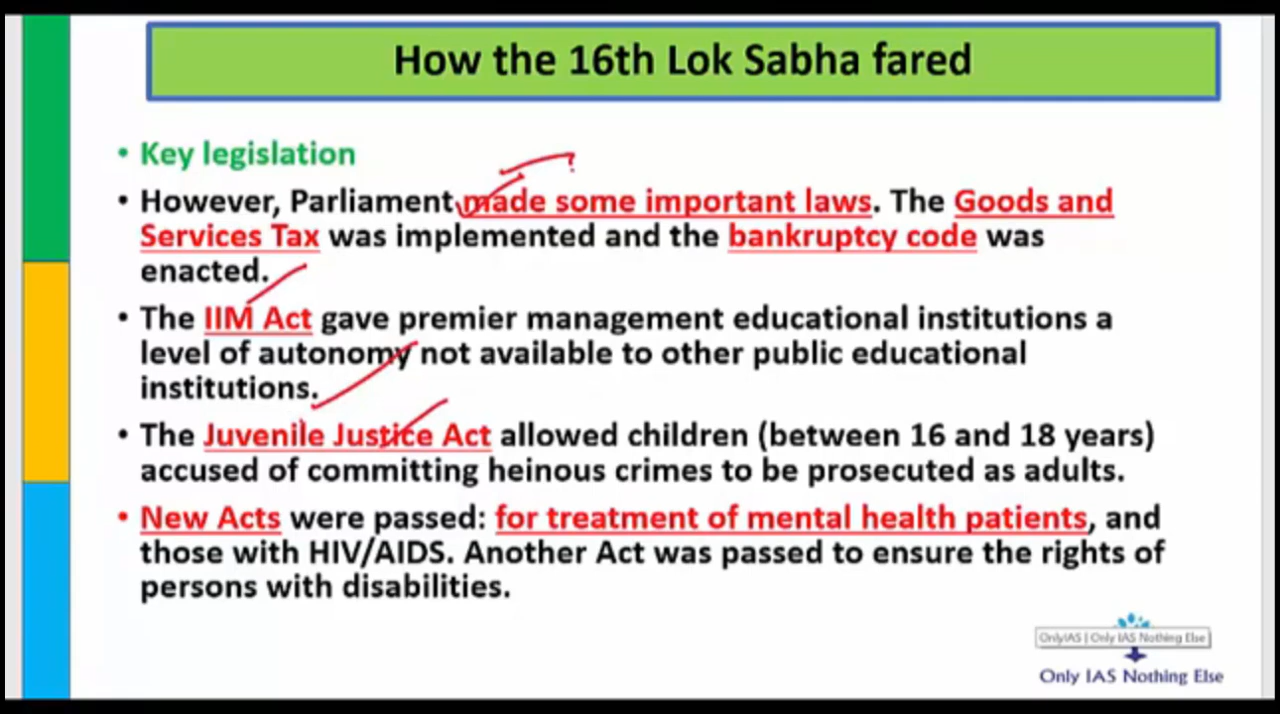 How the 16th Lok Sabha fared
• Key legislation
• However, Parliament made some important laws. The Goods and
Services Tax was implemented and the bankruptcy code was
enacted.
• The IIM Act gave premier management educational institutions a
level of autonomy not available to other public educational
institutions.
• The Juvenile Justice Act allowed children (between 16 and 18 years)
accused of committing heinous crimes to be prosecuted as adults.
• New Acts were passed: for treatment of mental health patients, and
those with HIV/AIDS. Another Act was passed to ensure the rights of
persons with disabilities.
OnlyIAS | Only IAS Nothing Else
Only IAS Nothing Else